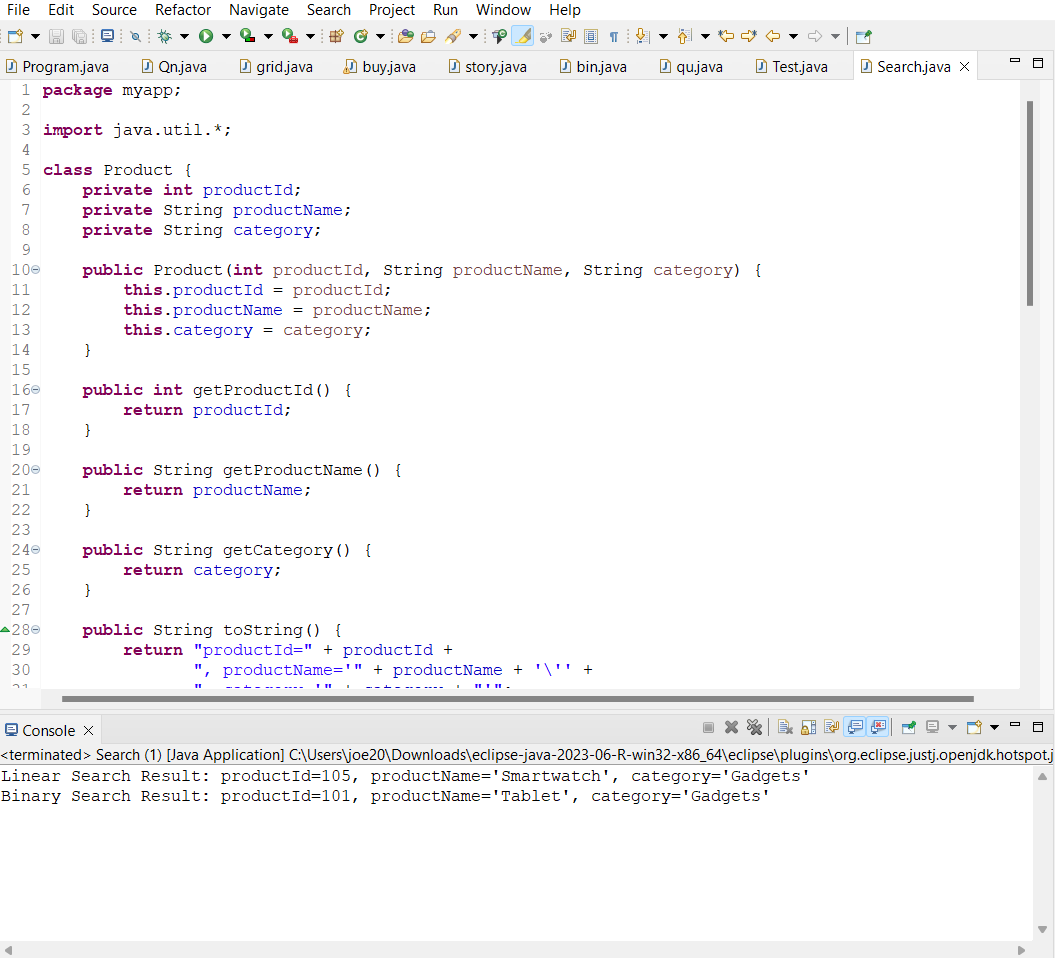 File Edit Source Refactor Navigate Search Project Run Window Help
Program.java Qn.java grid.java buy.java story.java bin.java qu.java Test.java Search.java
1 package myapp;
2
3 import java.util.*;
4
5 class Product {
6     private int productId;
7     private String productName;
8     private String category;
9
10     public Product(int productId, String productName, String category) {
11         this.productId = productId;
12         this.productName = productName;
13         this.category = category;
14     }
15
16     public int getProductId() {
17         return productId;
18     }
19
20     public String getProductName() {
21         return productName;
22     }
23
24     public String getCategory() {
25         return category;
26     }
27
28     public String toString() {
29         return "productId=" + productId +
30                ", productName='" + productName + '\'' +
Console
<terminated> Search (1) [Java Application] C:\Users\joe20\Downloads\eclipse-java-2023-06-R-win32-x86_64\eclipse\plugins\org.eclipse.justj.openjdk.hotspot.j
Linear Search Result: productId=105, productName='Smartwatch', category='Gadgets'
Binary Search Result: productId=101, productName='Tablet', category='Gadgets'